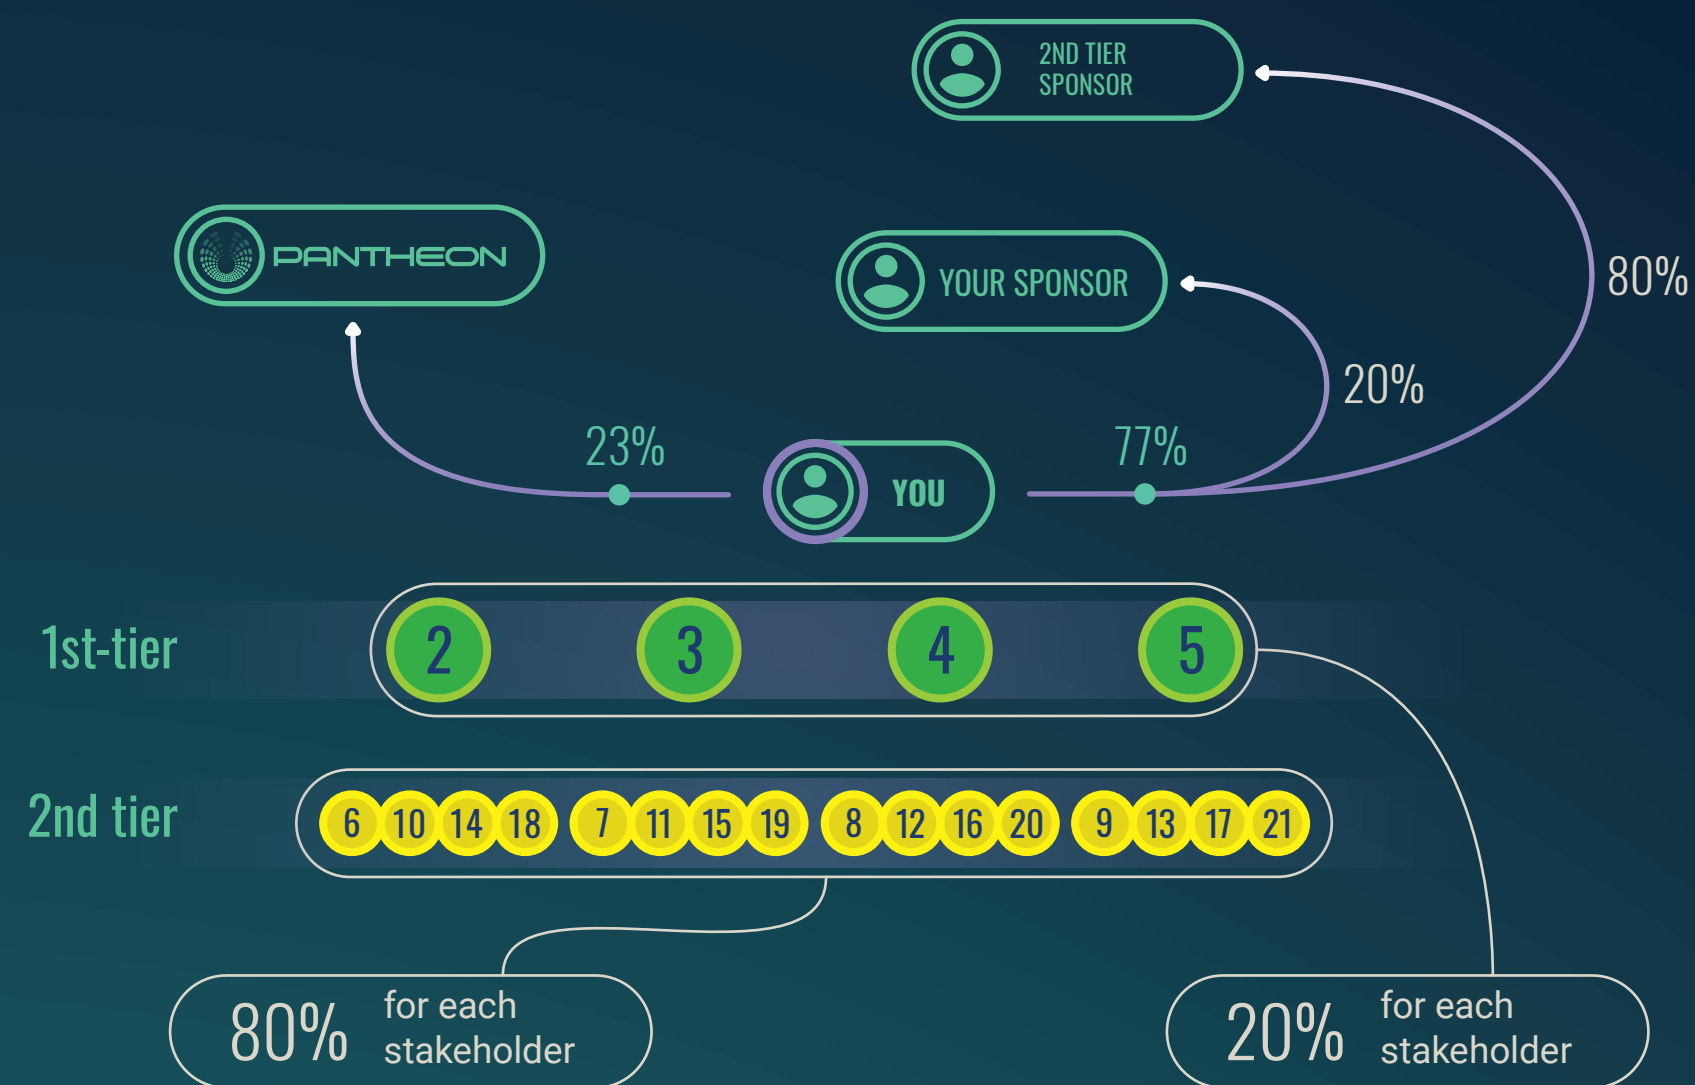 2ND TIER
SPONSOR
PANTHEON
YOUR SPONSOR
80%
20%
23%
77%
YOU
1st-tier
2 3 4 5
2nd tier
6 10 14 18 7 11 15 19 8 12 16 20 9 13 17 21
80%
for each
stakeholder
20%
for each
stakeholder